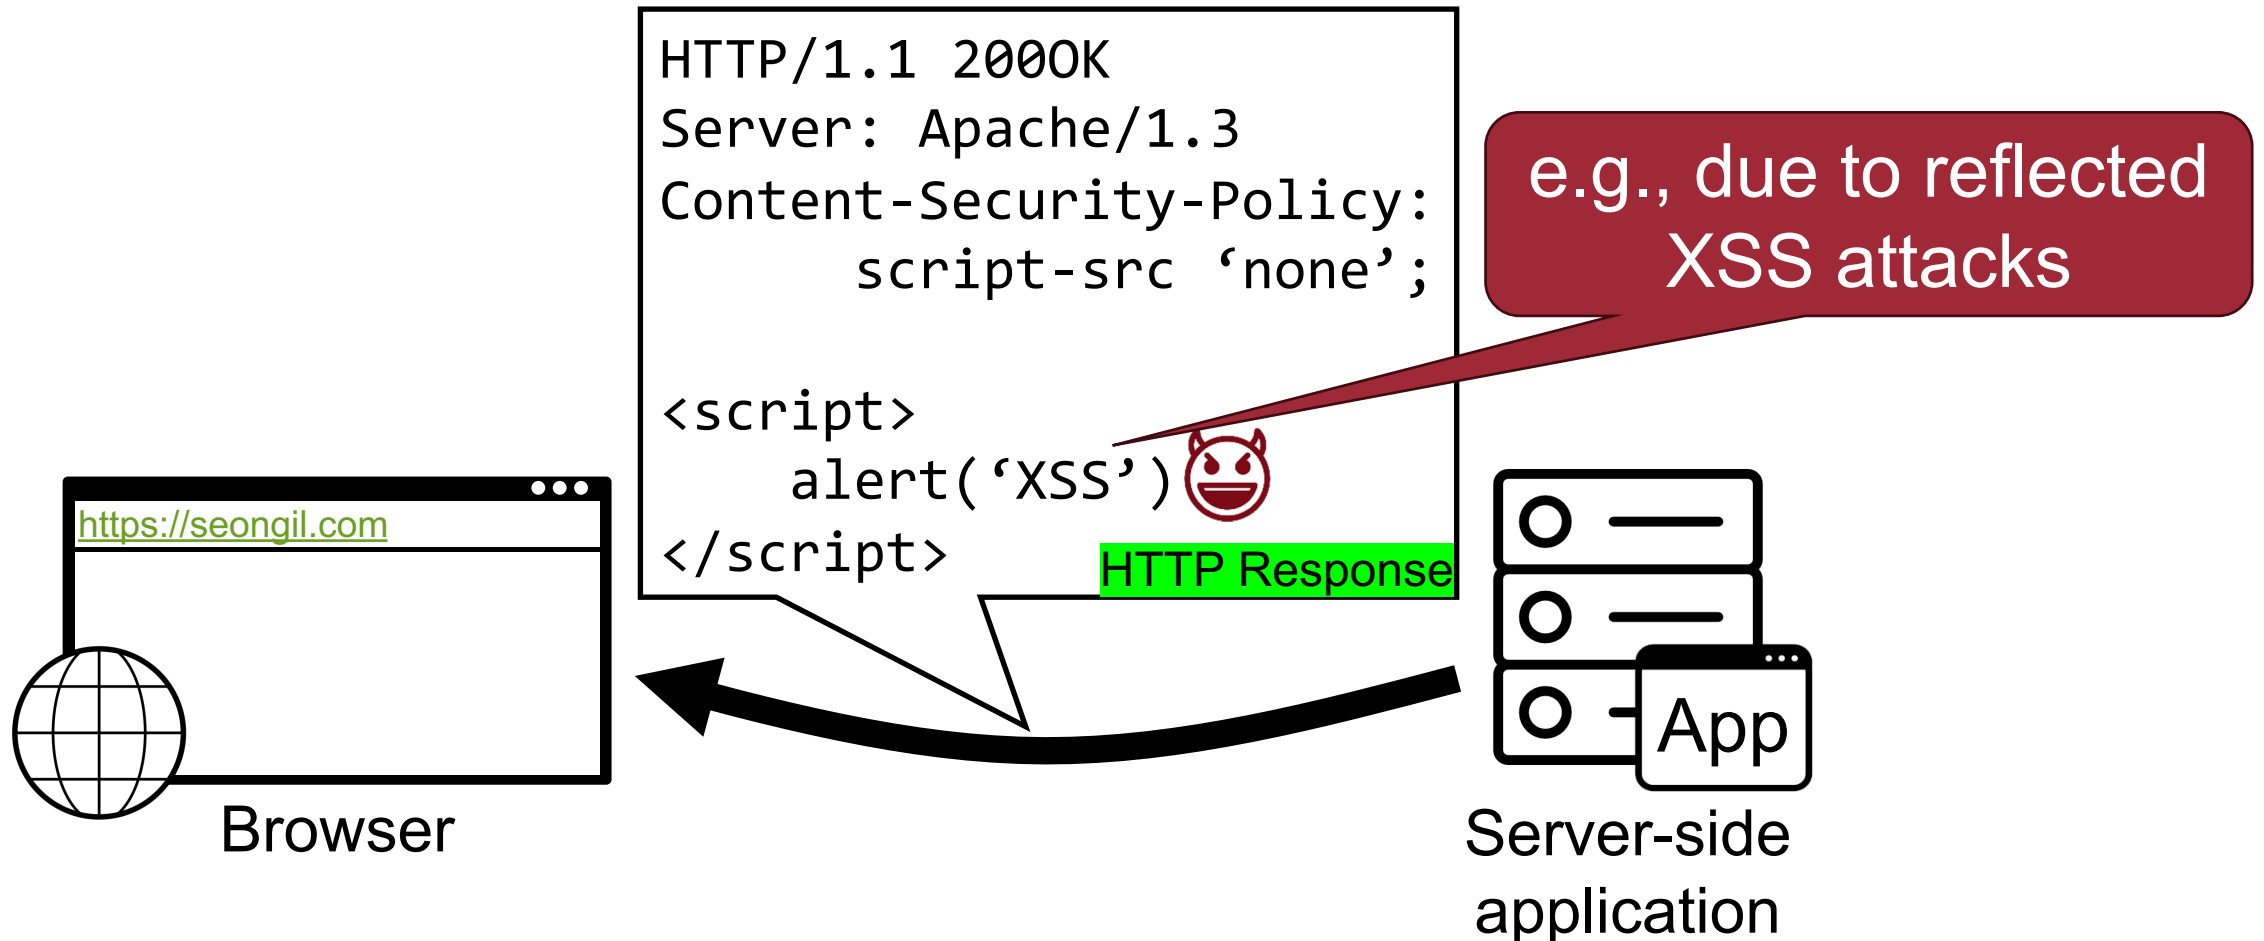 HTTP/1.1 200OK
Server: Apache/1.3
Content-Security-Policy:
script-src ‘none’;
<script>
alert(‘XSS’)
</script>
HTTP Response
e.g., due to reflected
XSS attacks
https://seongil.com
Browser
App
Server-side
application